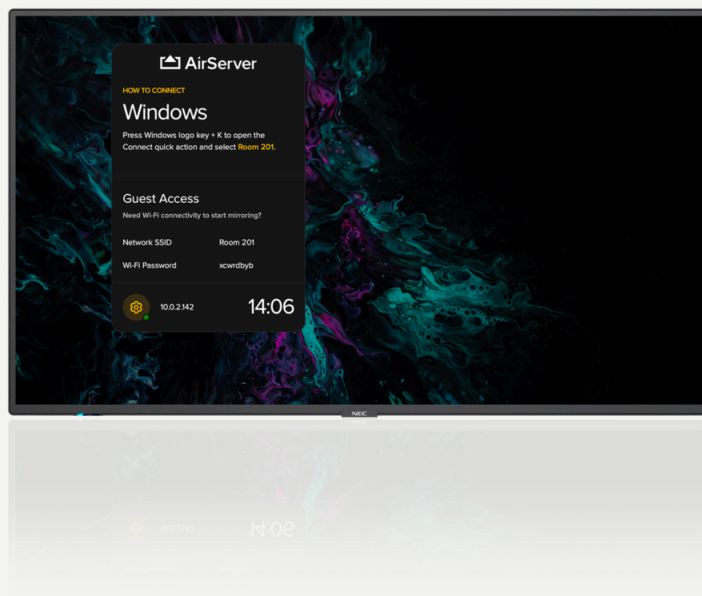 AirServer
HOW TO CONNECT
Windows
Press Windows logo key + K to open the
Connect quick action and select Room 201.
Guest Access
Need Wi-Fi connectivity to start mirroring?
Network SSID Room 201
Wi-Fi Password xcwrdbyb
10.0.2.142 14:06
NEC